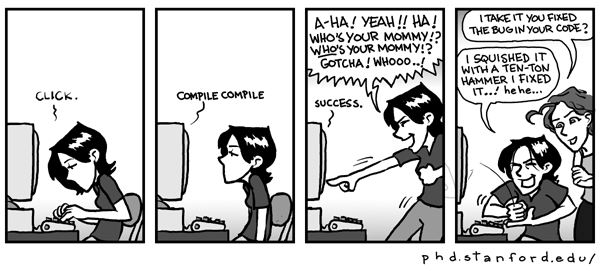 CLICK.
COMPILE COMPILE
A-HA! YEAH!! HA!
WHO'S YOUR MOMMY!?
WHO'S YOUR MOMMY!?
GOTCHA! WHOOO..!
SUCCESS.
I TAKE IT YOU FIXED
THE BUG IN YOUR CODE?
I SQUISHED IT
WITH A TEN-TON
HAMMER I FIXED
IT...! hehe...
phd.stanford.edu/